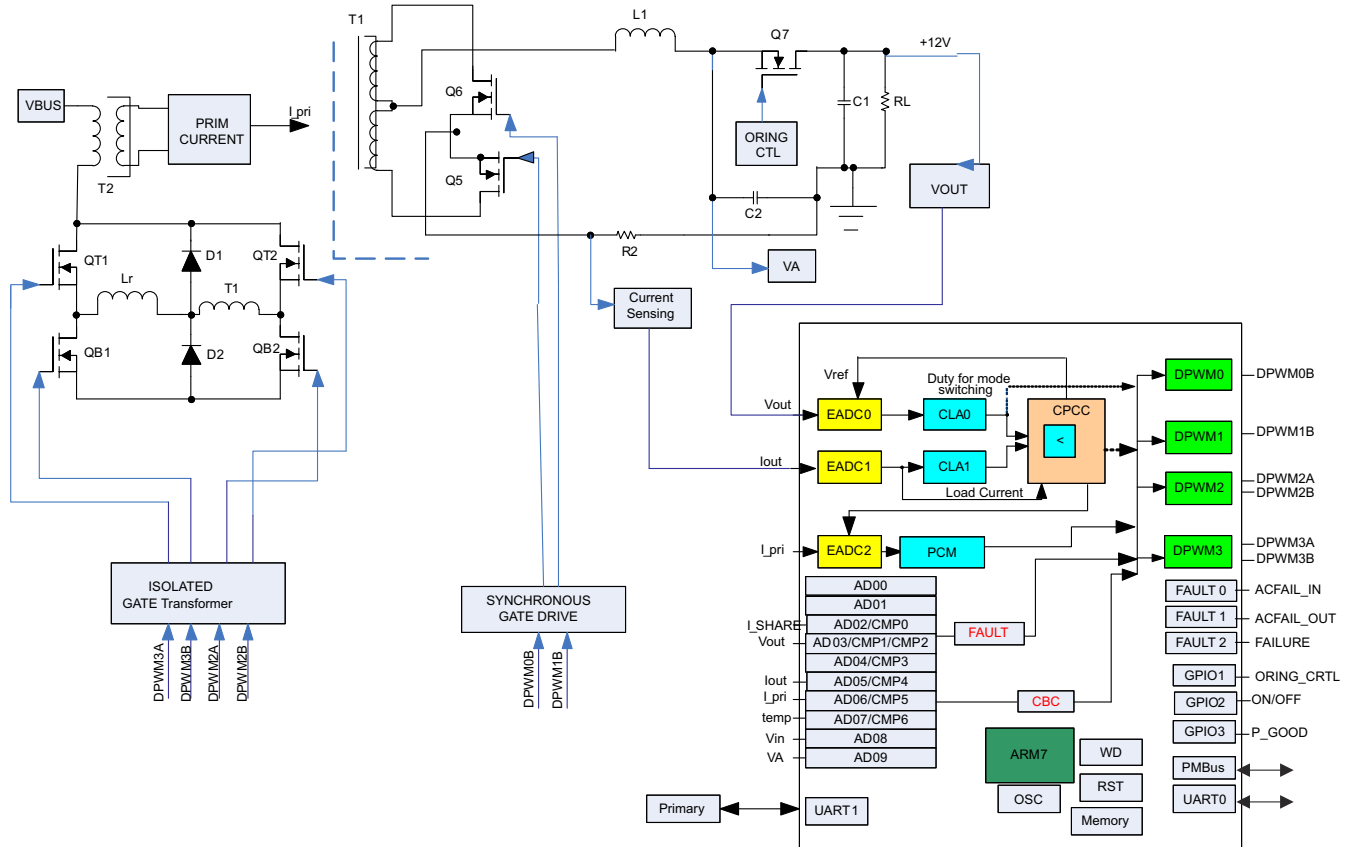 T1
L1
Q7
+12V
VBUS
PRIM
CURRENT
I_pri
T2
Q6
Q5
C1
RL
ORING
CTL
VOUT
C2
R2
VA
Current
Sensing
QT1
D1
QT2
Lr
T1
QB1
D2
QB2
ISOLATED
GATE Transformer
DPWM3A
DPWM3B
DPWM2A
DPWM2B
SYNCHRONOUS
GATE DRIVE
DPWM0B
DPWM1B
Vref
Duty for mode
switching
Vout
EADC0
CLA0
CPCC
<
Iout
EADC1
CLA1
Load Current
I_pri
EADC2
PCM
DPWM0
DPWM0B
DPWM1
DPWM1B
DPWM2
DPWM2A
DPWM2B
DPWM3
DPWM3A
DPWM3B
AD00
AD01
I_SHARE
AD02/CMP0
Vout
AD03/CMP1/CMP2
AD04/CMP3
Iout
AD05/CMP4
I_pri
AD06/CMP5
temp
AD07/CMP6
Vin
AD08
VA
AD09
FAULT
CBC
FAULT 0
ACFAIL_IN
FAULT 1
ACFAIL_OUT
FAULT 2
FAILURE
GPIO1
ORING_CRTL
GPIO2
ON/OFF
GPIO3
P_GOOD
ARM7
WD
PMBus
OSC
RST
UART0
Memory
Primary
UART1